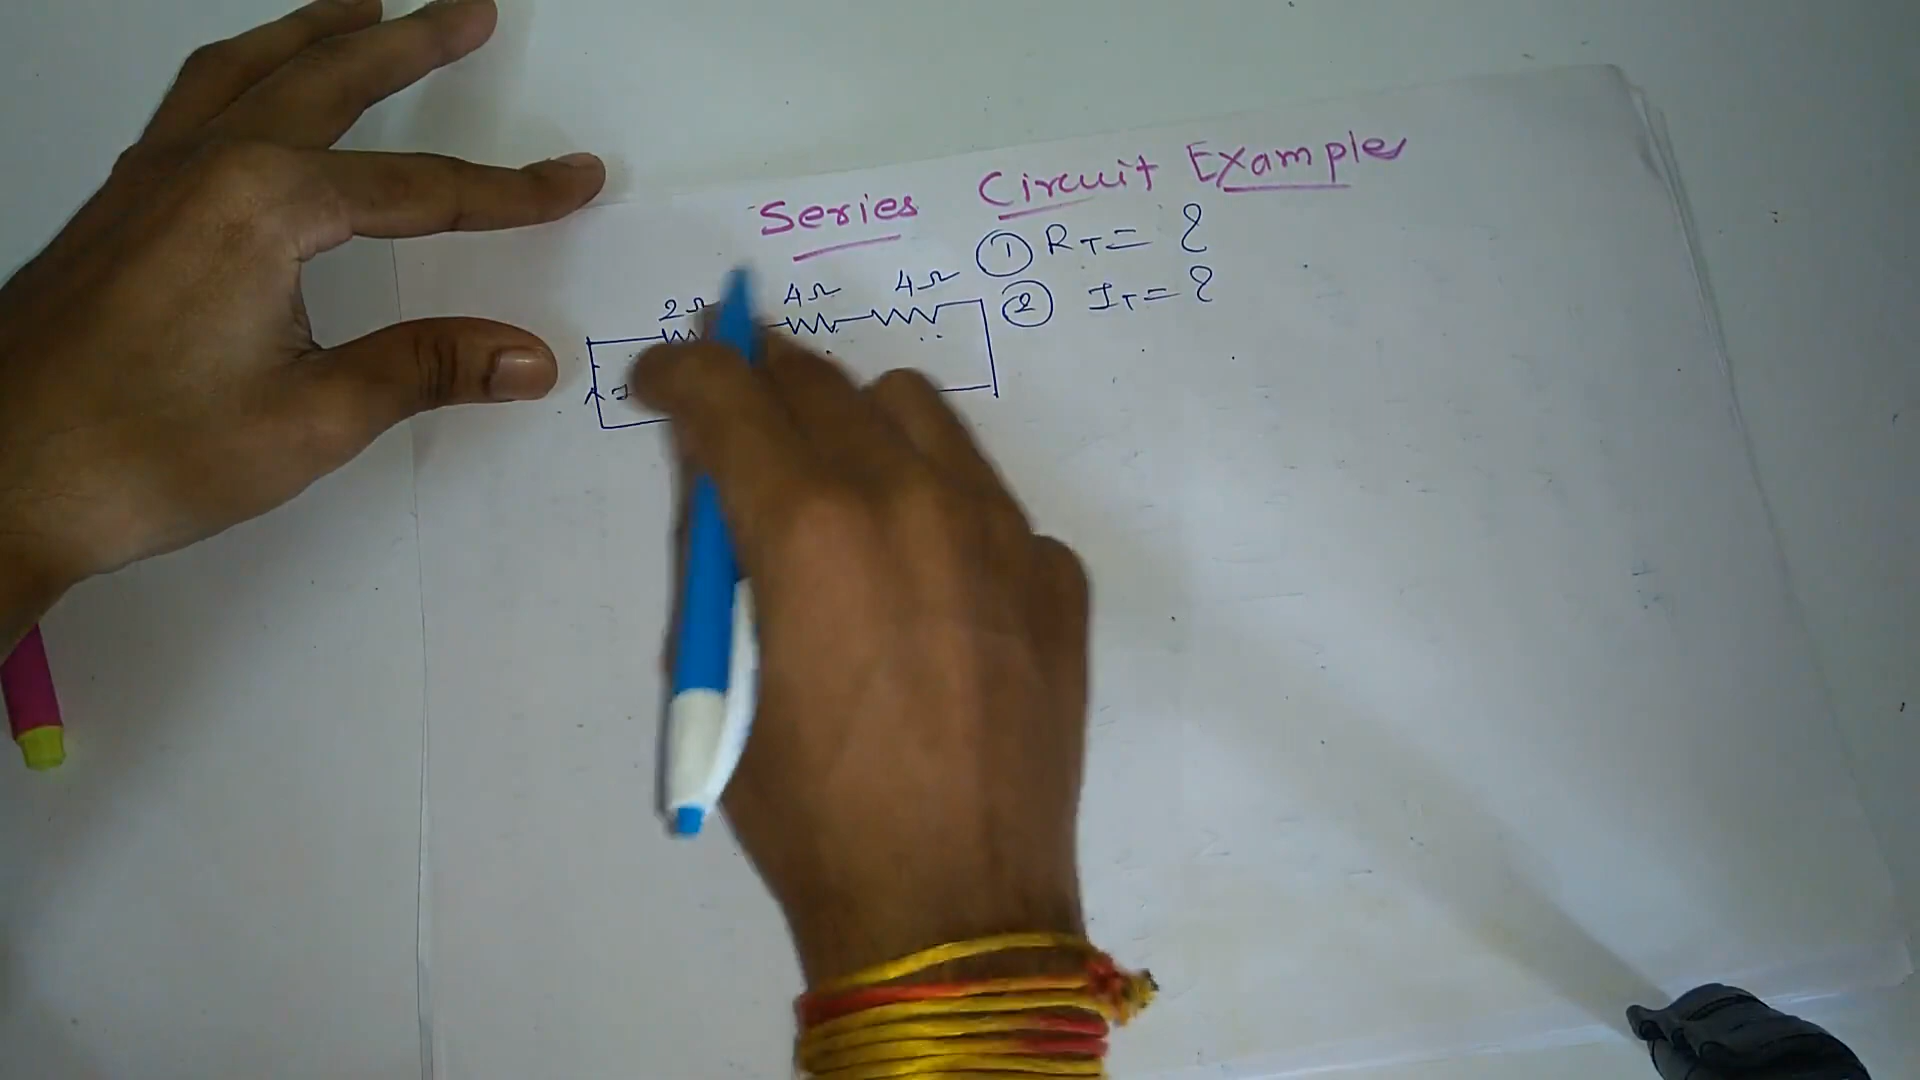 Series Circuit Example
① RT = ?
② IT = ?
2Ω 4Ω 4Ω
I